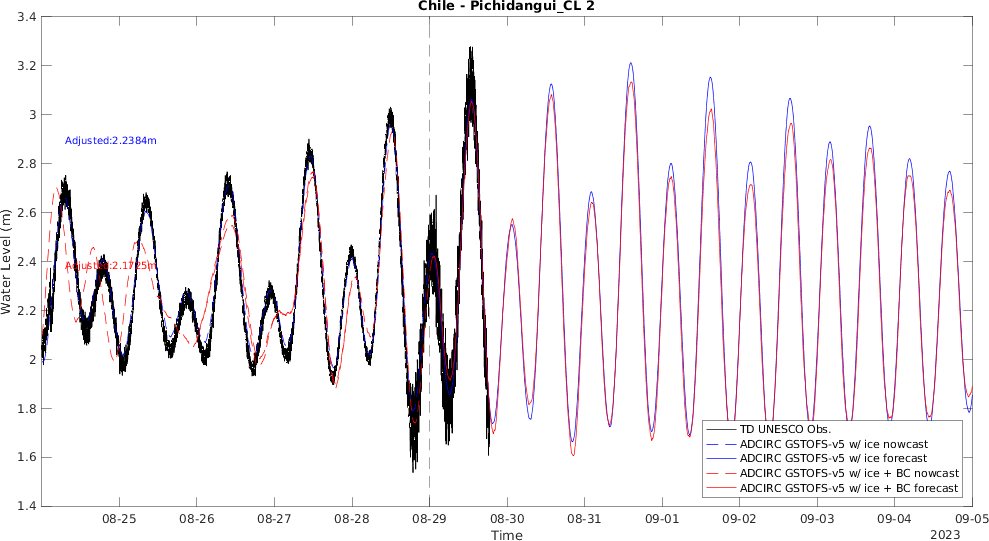 Chile - Pichidangui_CL 2
3.4
3.2
3
2.8
2.6
2.4
2.2
2
1.8
1.6
1.4
Water Level (m)
Adjusted:2.2384m
Adjusted:2.1725m
TD UNESCO Obs.
ADCIRC GSTOFS-v5 w/ ice nowcast
ADCIRC GSTOFS-v5 w/ ice forecast
ADCIRC GSTOFS-v5 w/ ice + BC nowcast
ADCIRC GSTOFS-v5 w/ ice + BC forecast
08-25 08-26 08-27 08-28 08-29 08-30 08-31 09-01 09-02 09-03 09-04 09-05
Time
2023